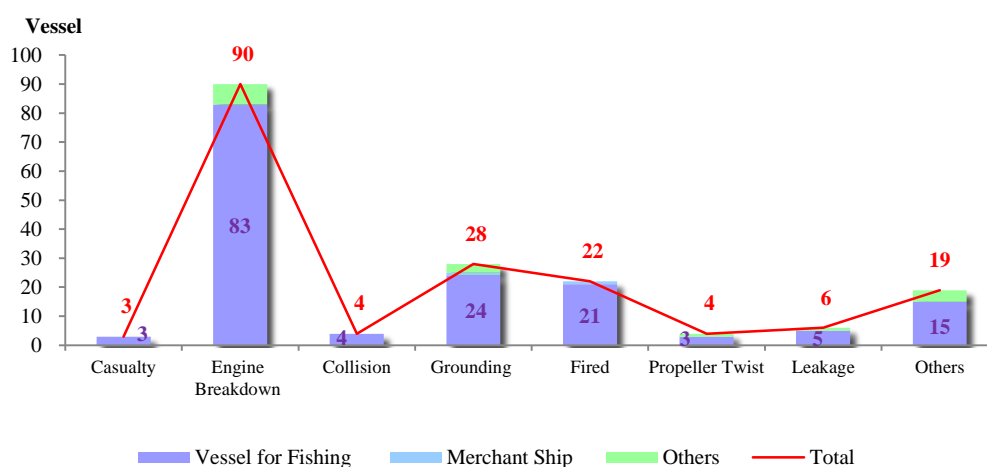 Vessel
100
90
80
70
60
50
40
30
20
10
0
3
90
4
28
22
4
6
19
3
83
4
24
21
3
5
15
Casualty
Engine
Breakdown
Collision
Grounding
Fired
Propeller Twist
Leakage
Others
Vessel for Fishing
Merchant Ship
Others
Total